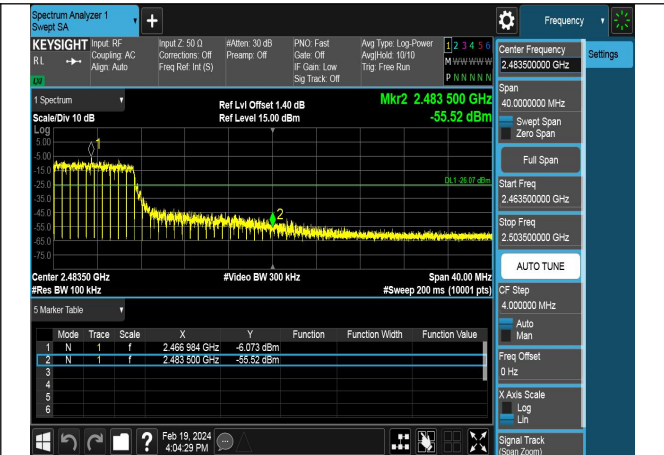 Spectrum Analyzer 1
Swept SA
+
Frequency
KEYSIGHT Input: RF Input Z: 50 Ω #Atten: 30 dB PNO: Fast Avg Type: Log-Power 1 2 3 4 5 6
RL Coupling: AC Corrections: Off Preamp: Off Gate: Off Avg|Hold: 10/10 M W W W W W
Align: Auto Freq Ref: Int (S) IF Gain: Low Trig: Free Run
Sig Track: Off P N N N N N
LXI
Center Frequency
2.483500000 GHz
Settings
Span
40.0000000 MHz
Swept Span
Zero Span
Full Span
Start Freq
2.463500000 GHz
Stop Freq
2.503500000 GHz
AUTO TUNE
CF Step
4.000000 MHz
Auto
Man
Freq Offset
0 Hz
X Axis Scale
Log
Lin
Signal Track
(Span Zoom)
1 Spectrum
Ref Lvl Offset 1.40 dB Mkr2 2.483 500 GHz
Scale/Div 10 dB Ref Level 15.00 dBm -55.52 dBm
Log
5.00
-5.00
-15.0
-25.0
-35.0
-45.0
-55.0
-65.0
-75.0
1
DL1 -26.07 dBm
2
Center 2.48350 GHz #Video BW 300 kHz Span 40.00 MHz
#Res BW 100 kHz #Sweep 200 ms (10001 pts)
5 Marker Table
Mode Trace Scale X Y Function Function Width Function Value
1 N 1 f 2.466 984 GHz -6.073 dBm
2 N 1 f 2.483 500 GHz -55.52 dBm
3
4
5
6
? Feb 19, 2024
4:04:29 PM